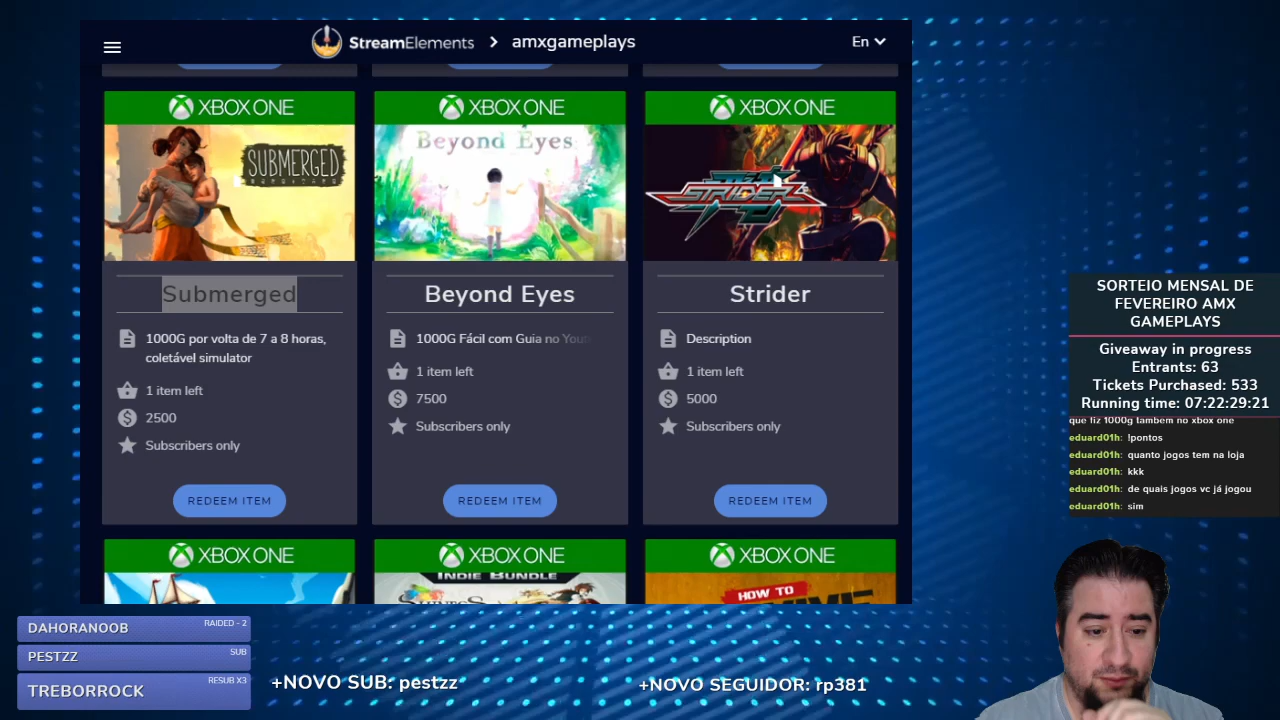 StreamElements > amxgameplays
En
XBOX ONE
SUBMERGED
Submerged
1000G por volta de 7 a 8 horas,
coletável simulator
1 item left
2500
Subscribers only
REDEEM ITEM
XBOX ONE
Beyond Eyes
Beyond Eyes
1000G Fácil com Guia no
1 item left
7500
Subscribers only
REDEEM ITEM
XBOX ONE
STRIDER
Strider
Description
1 item left
5000
Subscribers only
REDEEM ITEM
XBOX ONE
XBOX ONE
INDIE BUNDLE
XBOX ONE
HOW TO
SORTEIO MENSAL DE
FEVEREIRO AMX
GAMEPLAYS
Giveaway in progress
Entrants: 63
Tickets Purchased: 533
Running time: 07:22:29:21
que fiz 1000g tambem no xbox one
eduard01h: !pontos
eduard01h: quanto jogos tem na loja
eduard01h: kkk
eduard01h: de quais jogos vc já jogou
eduard01h: sim
DAHORANOOB RAIDED - 2
PESTZZ SUB
TREBORROCK RESUB X3
+NOVO SUB: pestzz
+NOVO SEGUIDOR: rp381